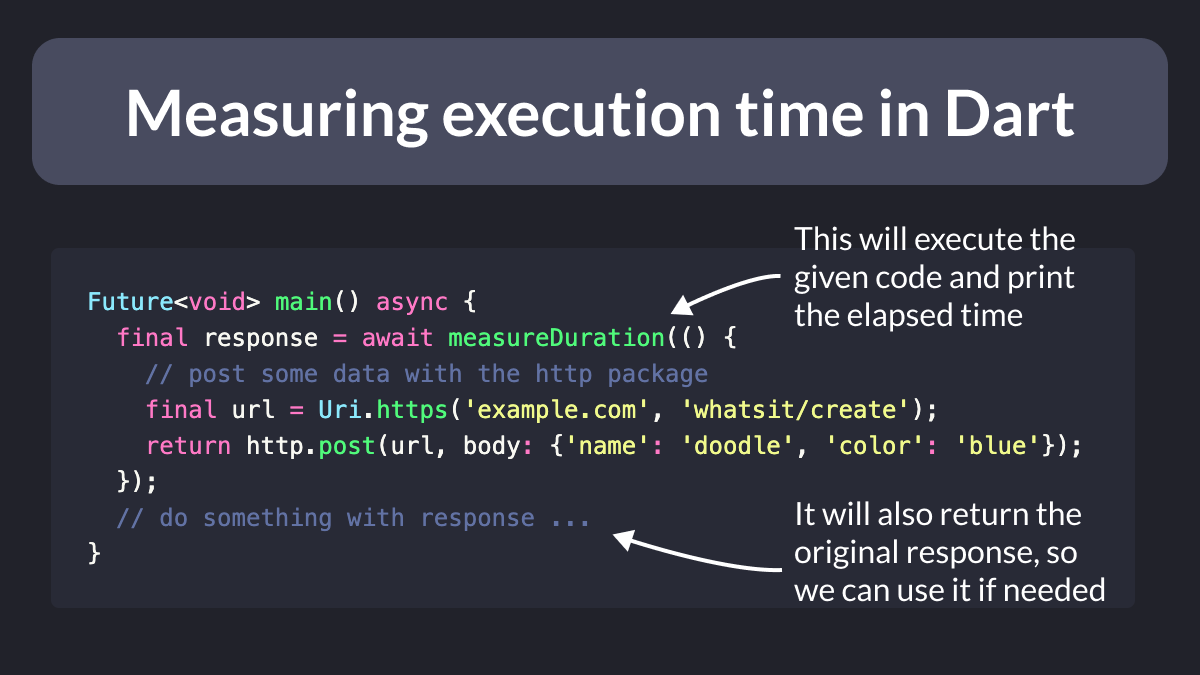 Measuring execution time in Dart
This will execute the
given code and print
the elapsed time
Future<void> main() async {
  final response = await measureDuration(() {
    // post some data with the http package
    final url = Uri.https('example.com', 'whatsit/create');
    return http.post(url, body: {'name': 'doodle', 'color': 'blue'});
  });
  // do something with response ...
}
It will also return the
original response, so
we can use it if needed